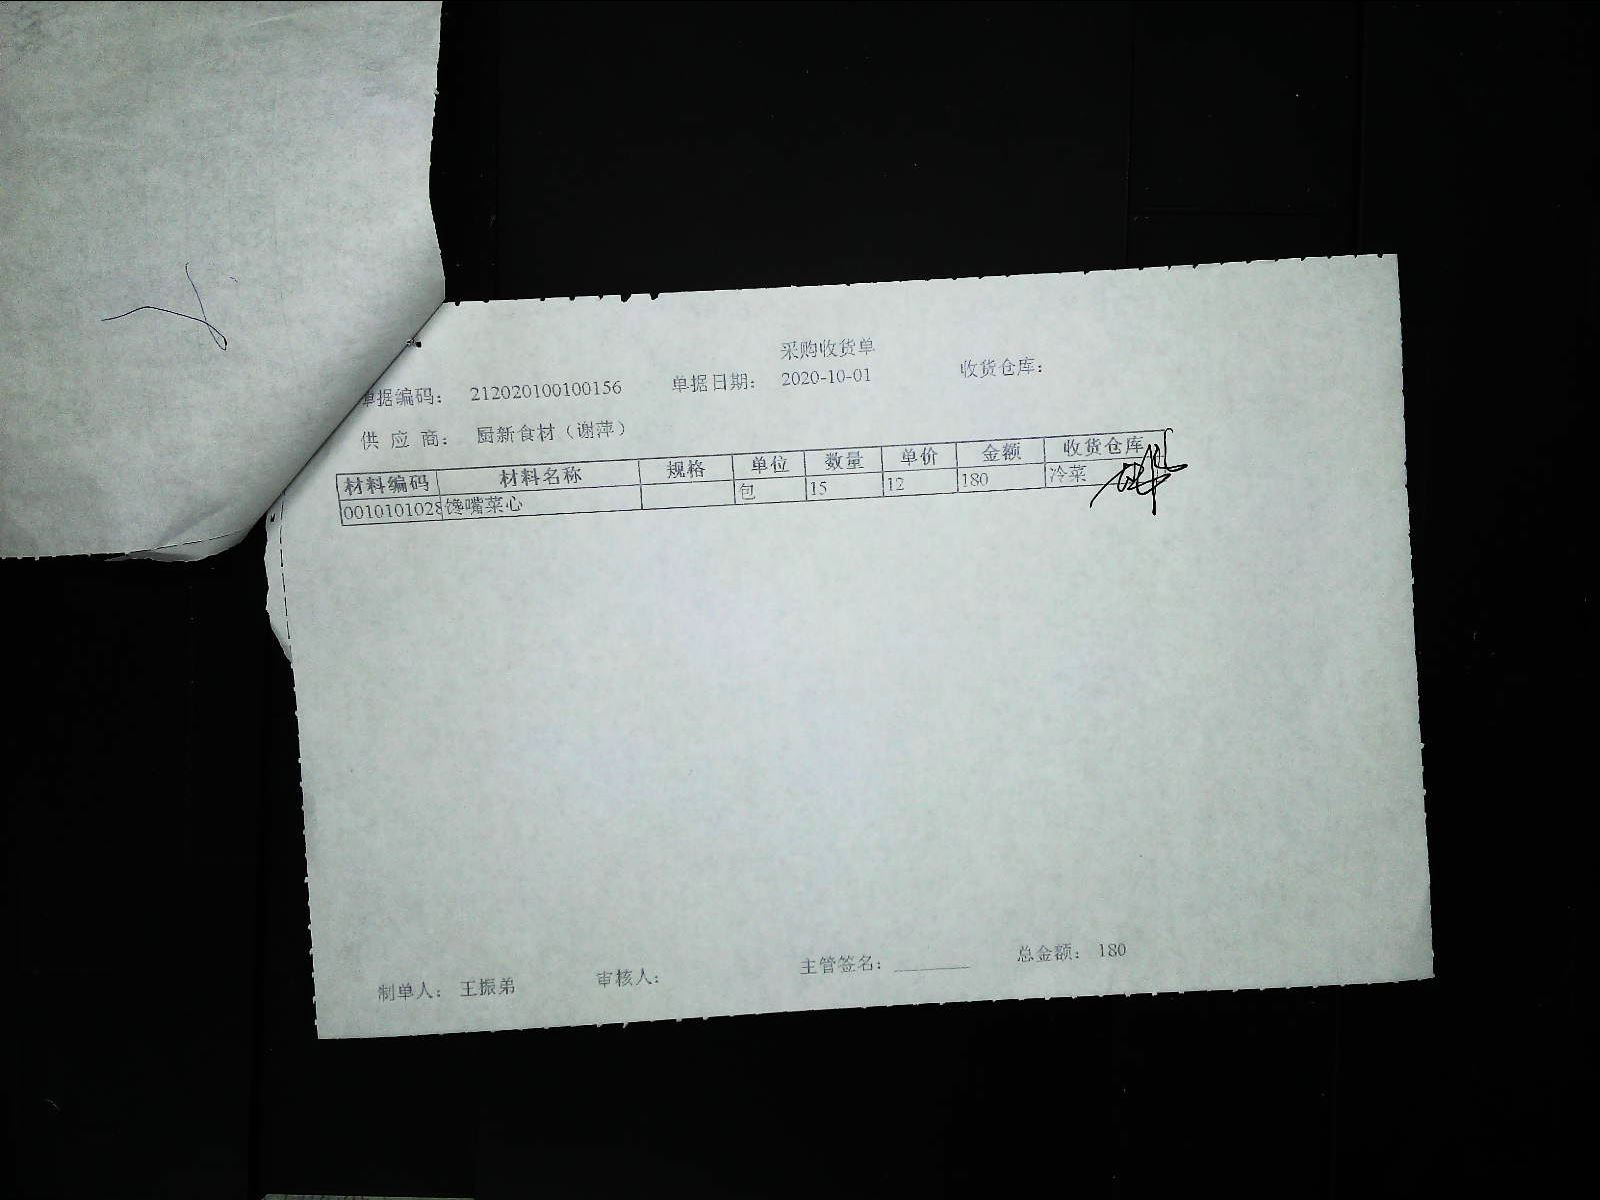 采购收货单
单据编码： 212020100100156 单据日期： 2020-10-01 收货仓库：
供 应 商： 厨新食材（谢萍）
材料编码 材料名称 规格 单位 数量 单价 金额 收货仓库
0010101028 馋嘴菜心 包 15 12 180 冷菜
制单人： 王振弟 审核人： 主管签名： ________ 总金额： 180